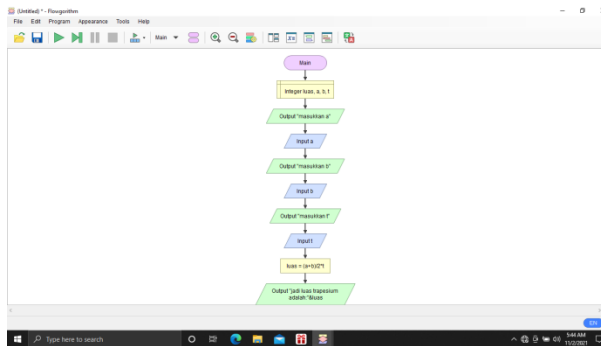 (Untitled) * - Flowgorithm
File Edit Program Appearance Tools Help
Main
Main
Integer luas, a, b, t
Output "masukkan a"
Input a
Output "masukkan b"
Input b
Output "masukkan t"
Input t
luas = (a+b)/2*t
Output "jadi luas trapesium
adalah:"&luas
EN
Type here to search
5:44 AM
11/2/2021